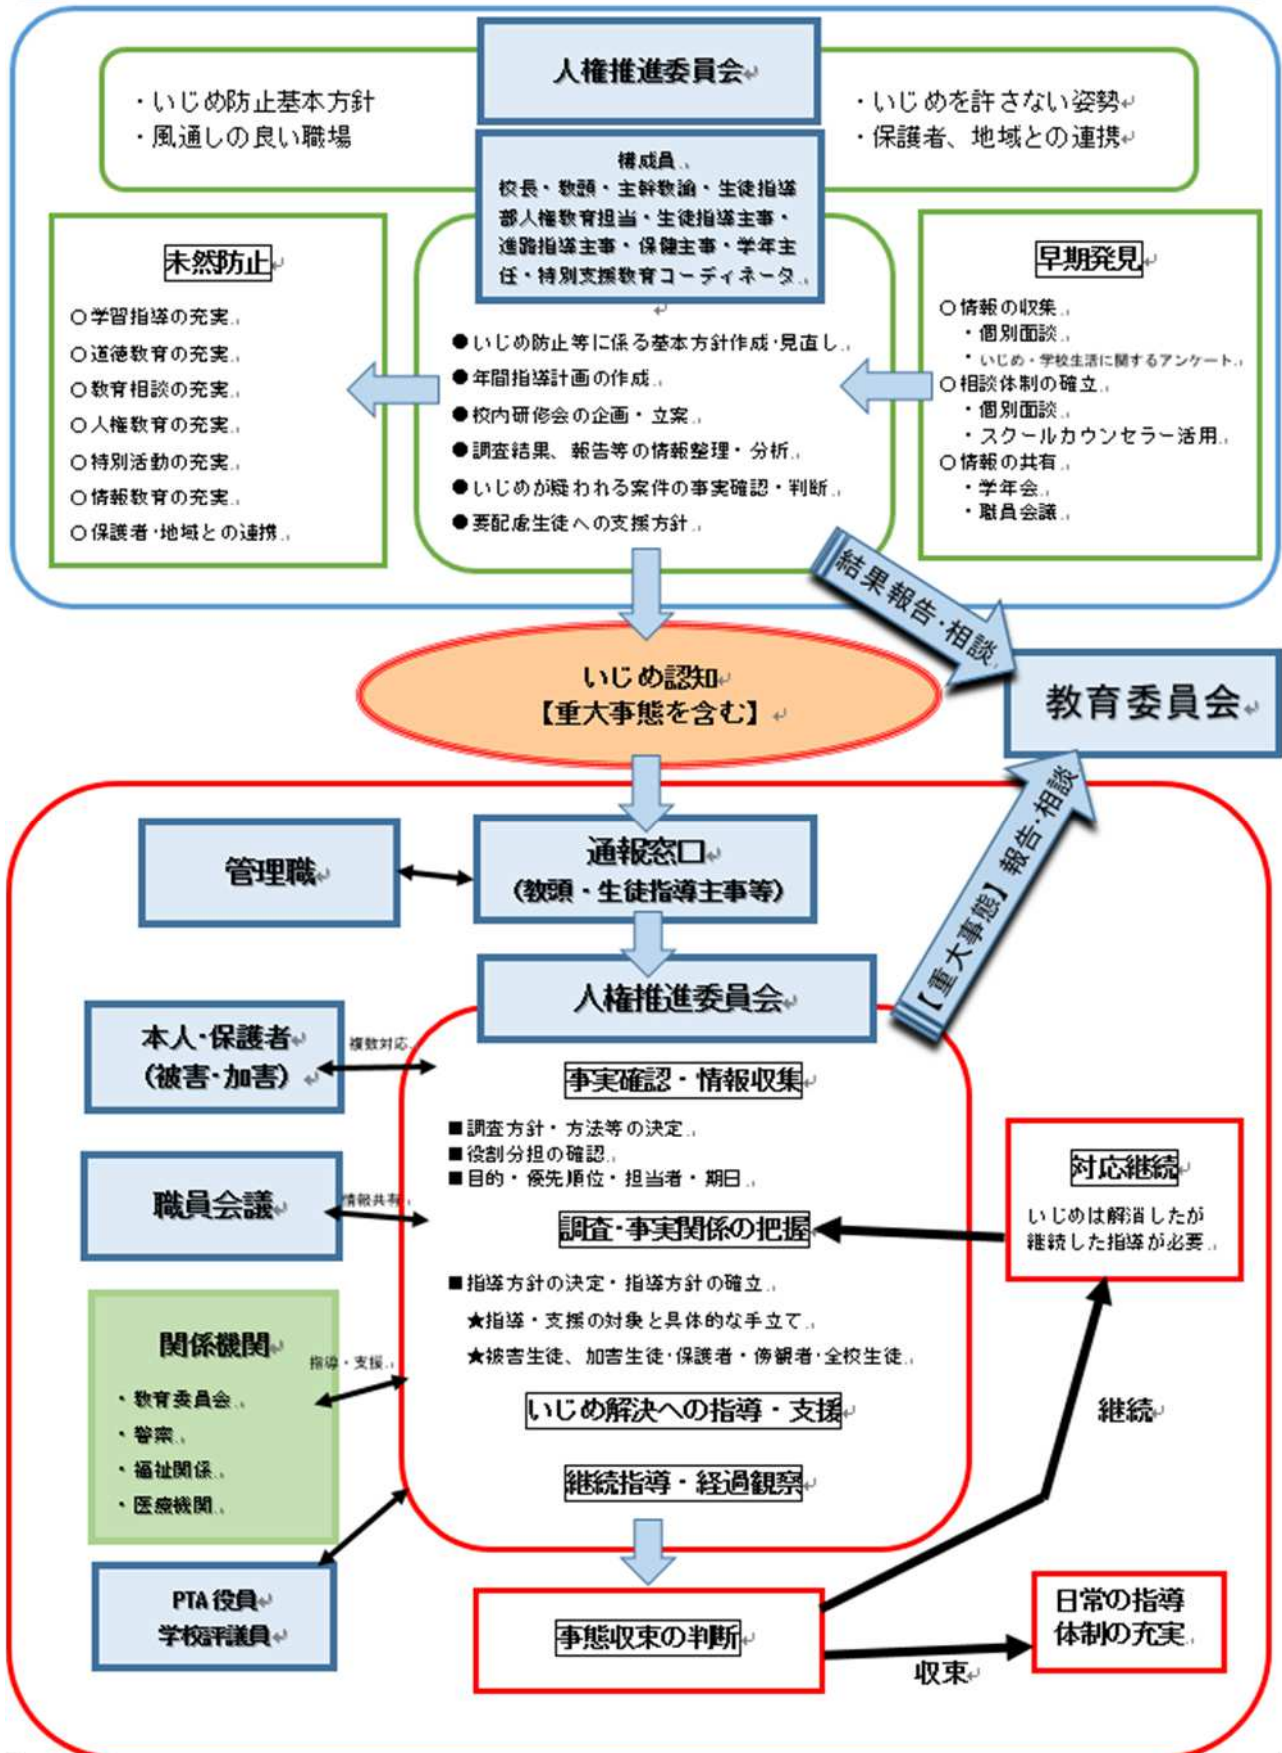 人権推進委員会
・いじめ防止基本方針
・風通しの良い職場
・いじめを許さない姿勢
・保護者、地域との連携
構成員
校長・教頭・主幹教諭・生徒指導
部人権教育担当・生徒指導主事・
進路指導主事・保健主事・学年主
任・特別支援教育コーディネータ
未然防止
○学習指導の充実
○道徳教育の充実
○教育相談の充実
○人権教育の充実
○特別活動の充実
○情報教育の充実
○保護者・地域との連携
●いじめ防止等に係る基本方針作成・見直し
●年間指導計画の作成
●校内研修会の企画・立案
●調査結果、報告等の情報整理・分析
●いじめが疑われる案件の事実確認・判断
●要配慮生徒への支援方針
早期発見
○情報の収集
・個別面談
・いじめ・学校生活に関するアンケート
○相談体制の確立
・個別面談
・スクールカウンセラー活用
○情報の共有
・学年会
・職員会議
結果報告・相談
いじめ認知
【重大事態を含む】
教育委員会
【重大事態】報告・相談
管理職
通報窓口
（教頭・生徒指導主事等）
人権推進委員会
本人・保護者
（被害・加害）
複数対応
事実確認・情報収集
■調査方針・方法等の決定
■役割分担の確認
■目的・優先順位・担当者・期日
職員会議
情報共有
調査・事実関係の把握
対応継続
いじめは解消したが
継続した指導が必要
■指導方針の決定・指導方針の確立
★指導・支援の対象と具体的な手立て
★被害生徒、加害生徒・保護者・傍観者・全校生徒
関係機関
・教育委員会
・警察
・福祉関係
・医療機関
指導・支援
いじめ解決への指導・支援
継続指導・経過観察
継続
PTA役員
学校評議員
事態収束の判断
収束
日常の指導
体制の充実